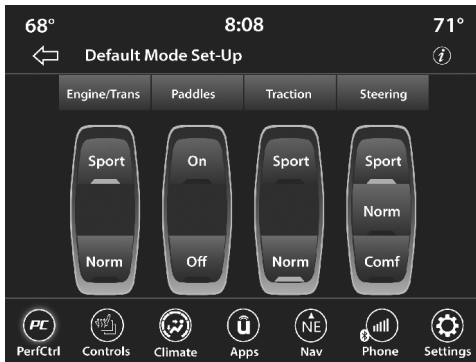 68° 8:08 71°
Default Mode Set-Up i
Engine/Trans Paddles Traction Steering
Sport On Sport Sport
Norm
Norm Off Norm Comf
PC ü NE
PerfCtrl Controls Climate Apps Nav Phone Settings